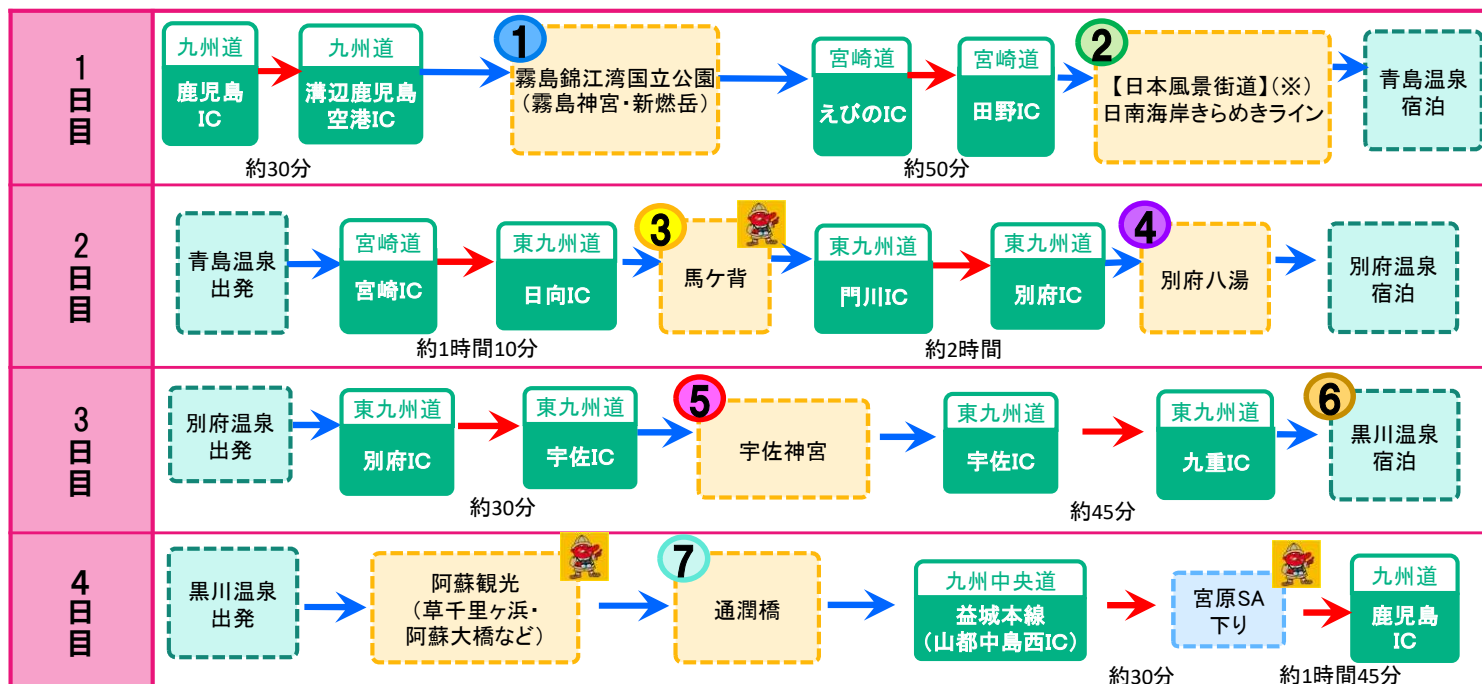 1
日
目
九州道
鹿児島
IC
九州道
溝辺鹿児島
空港IC
約30分
1
霧島錦江湾国立公園
（霧島神宮・新燃岳）
宮崎道
えびのIC
宮崎道
田野IC
約50分
2
【日本風景街道】（※）
日南海岸きらめきライン
青島温泉
宿泊
2
日
目
青島温泉
出発
宮崎道
宮崎IC
東九州道
日向IC
約1時間10分
3
馬ケ背
東九州道
門川IC
東九州道
別府IC
約2時間
4
別府八湯
別府温泉
宿泊
3
日
目
別府温泉
出発
東九州道
別府IC
東九州道
宇佐IC
約30分
5
宇佐神宮
東九州道
宇佐IC
東九州道
九重IC
約45分
6
黒川温泉
宿泊
4
日
目
黒川温泉
出発
阿蘇観光
（草千里ヶ浜・
阿蘇大橋など）
7
通潤橋
九州中央道
益城本線
（山都中島西IC）
約30分
宮原SA
下り
約1時間45分
九州道
鹿児島
IC